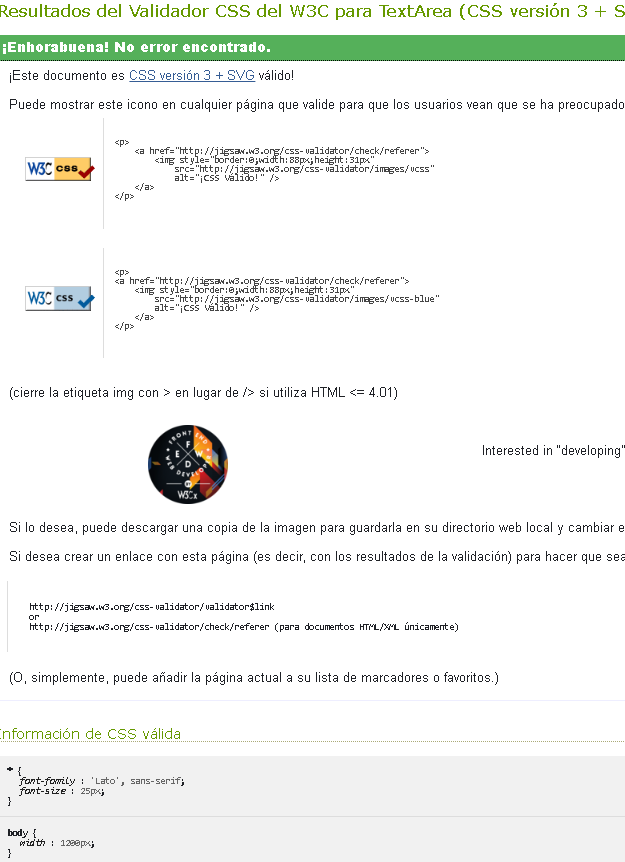 Resultados del Validador CSS del W3C para TextArea (CSS versión 3 + S
¡Enhorabuena! No error encontrado.
¡Este documento es CSS versión 3 + SVG válido!
Puede mostrar este icono en cualquier página que valide para que los usuarios vean que se ha preocupado
W3C css
<p>
<a href="http://jigsaw.w3.org/css-validator/check/referer">
<img style="border:0;width:88px;height:31px"
src="http://jigsaw.w3.org/css-validator/images/vcss"
alt="¡CSS Válido!" />
</a>
</p>
W3C css
<p>
<a href="http://jigsaw.w3.org/css-validator/check/referer">
<img style="border:0;width:88px;height:31px"
src="http://jigsaw.w3.org/css-validator/images/vcss-blue"
alt="¡CSS Válido!" />
</a>
</p>
(cierre la etiqueta img con > en lugar de /> si utiliza HTML <= 4.01)
FRONT END
F
E W
E D
WEB DEVELOPER
W3Cx
Interested in "developing"
Si lo desea, puede descargar una copia de la imagen para guardarla en su directorio web local y cambiar e
Si desea crear un enlace con esta página (es decir, con los resultados de la validación) para hacer que sea
http://jigsaw.w3.org/css-validator/validator$link
or
http://jigsaw.w3.org/css-validator/check/referer (para documentos HTML/XML únicamente)
(O, simplemente, puede añadir la página actual a su lista de marcadores o favoritos.)
Información de CSS válida
* {
font-family : 'Lato', sans-serif;
font-size : 25px;
}
body {
width : 1200px;
}